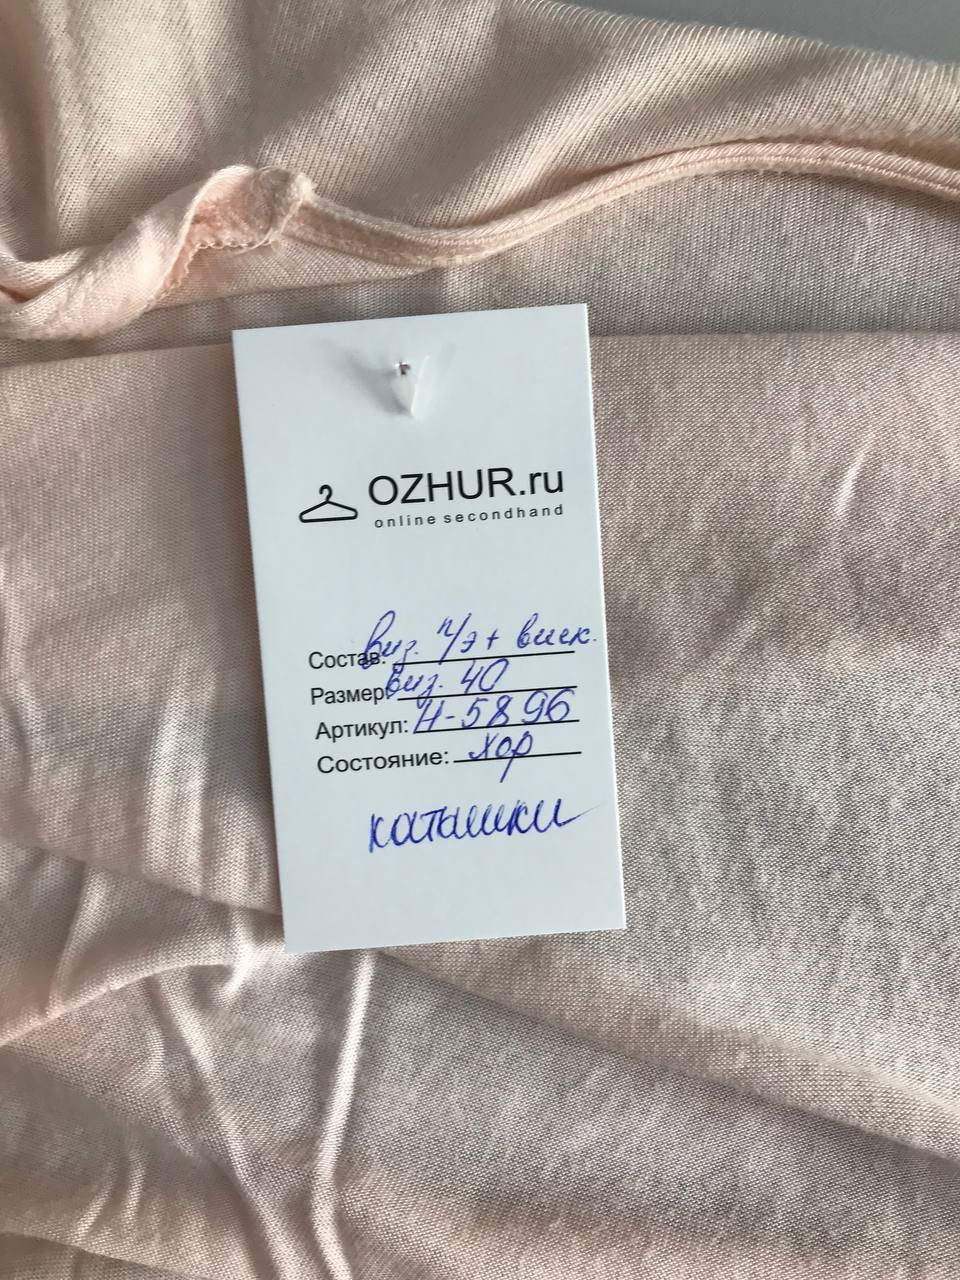 OZHUR.ru
online secondhand
Состав: Виз. п/э + виск.
Размер: Виз. 40
Артикул: Н-5896
Состояние: хор
катышки